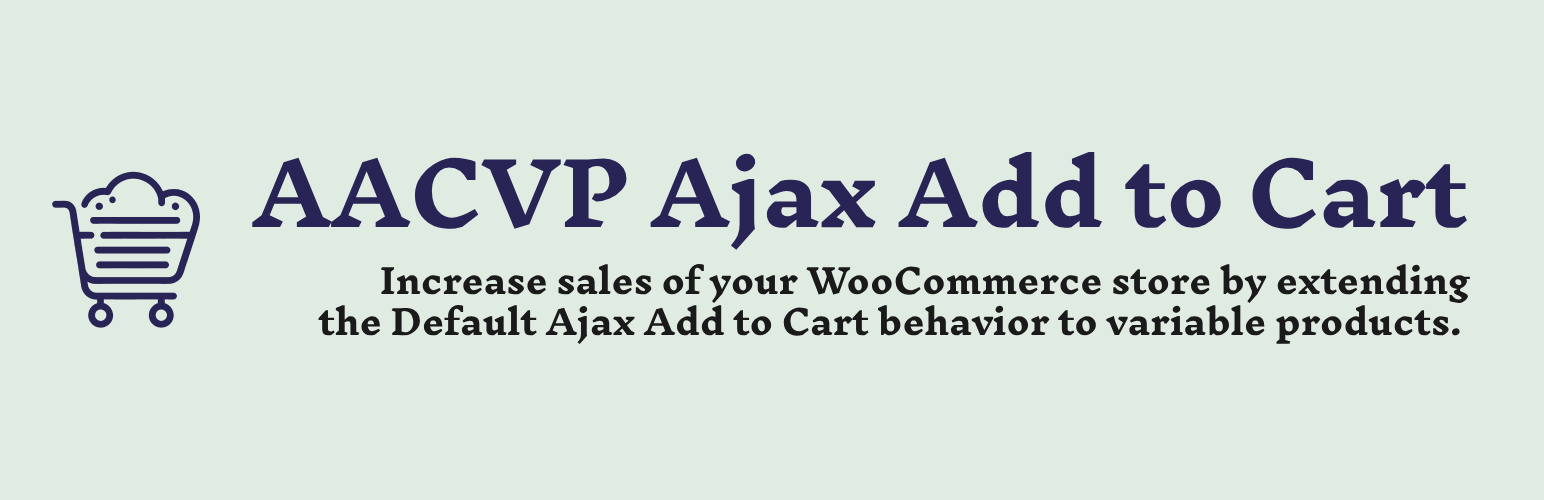 AACVP Ajax Add to Cart
Increase sales of your WooCommerce store by extending
the Default Ajax Add to Cart behavior to variable products.